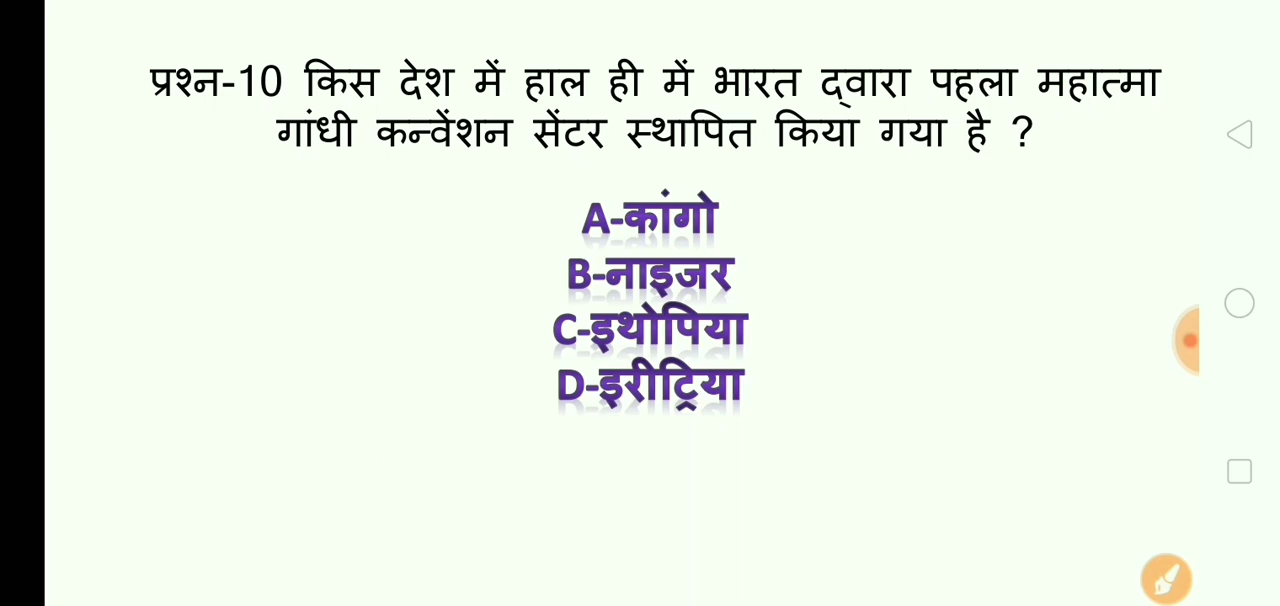 प्रश्न-10 किस देश में हाल ही में भारत द्वारा पहला महात्मा
गांधी कन्वेंशन सेंटर स्थापित किया गया है ?
A-कांगो
B-नाइजर
C-इथोपिया
D-इरीट्रिया